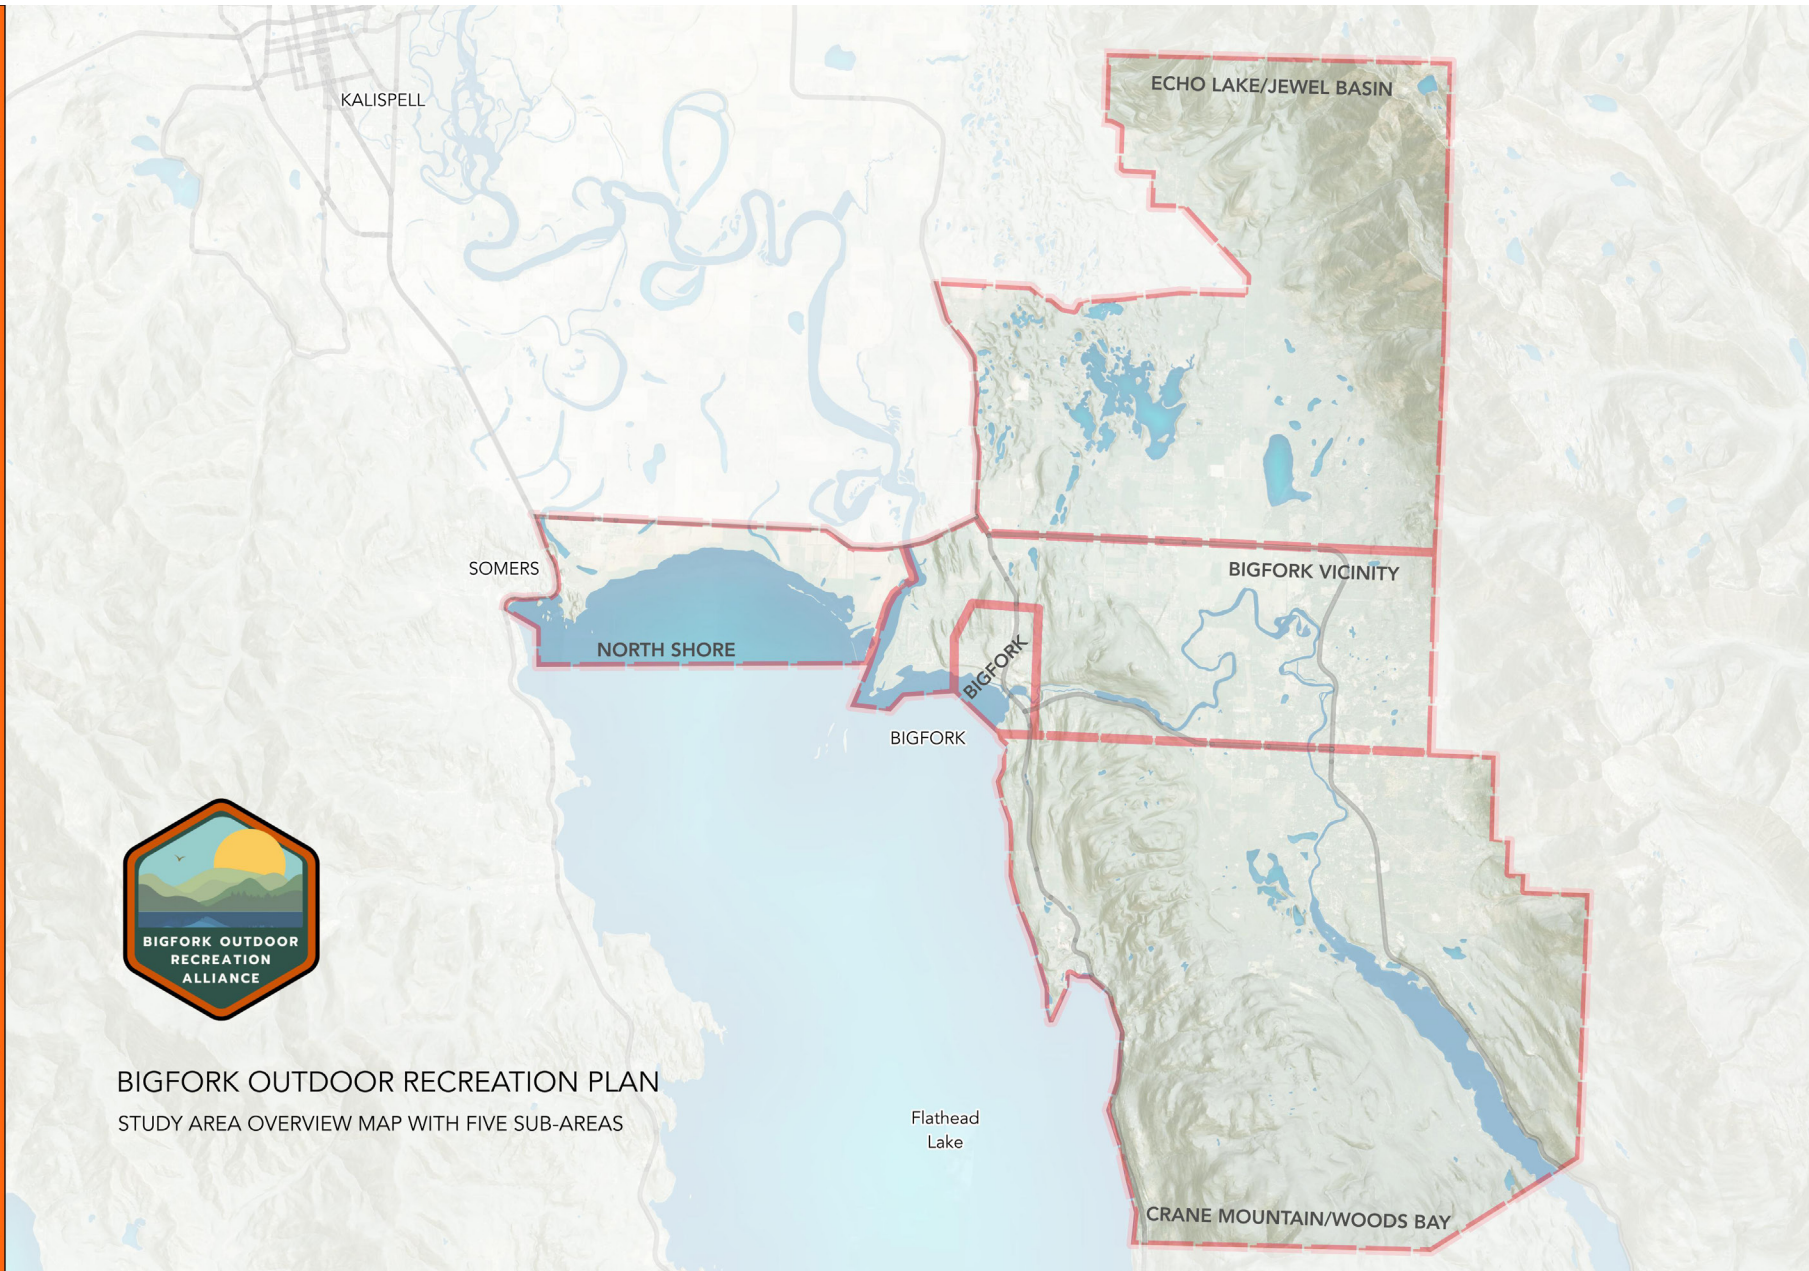 ECHO LAKE/JEWEL BASIN
KALISPELL
SOMERS
BIGFORK VICINITY
NORTH SHORE
BIGFORK
BIGFORK
BIGFORK OUTDOOR
RECREATION
ALLIANCE
BIGFORK OUTDOOR RECREATION PLAN
STUDY AREA OVERVIEW MAP WITH FIVE SUB-AREAS
Flathead
Lake
CRANE MOUNTAIN/WOODS BAY